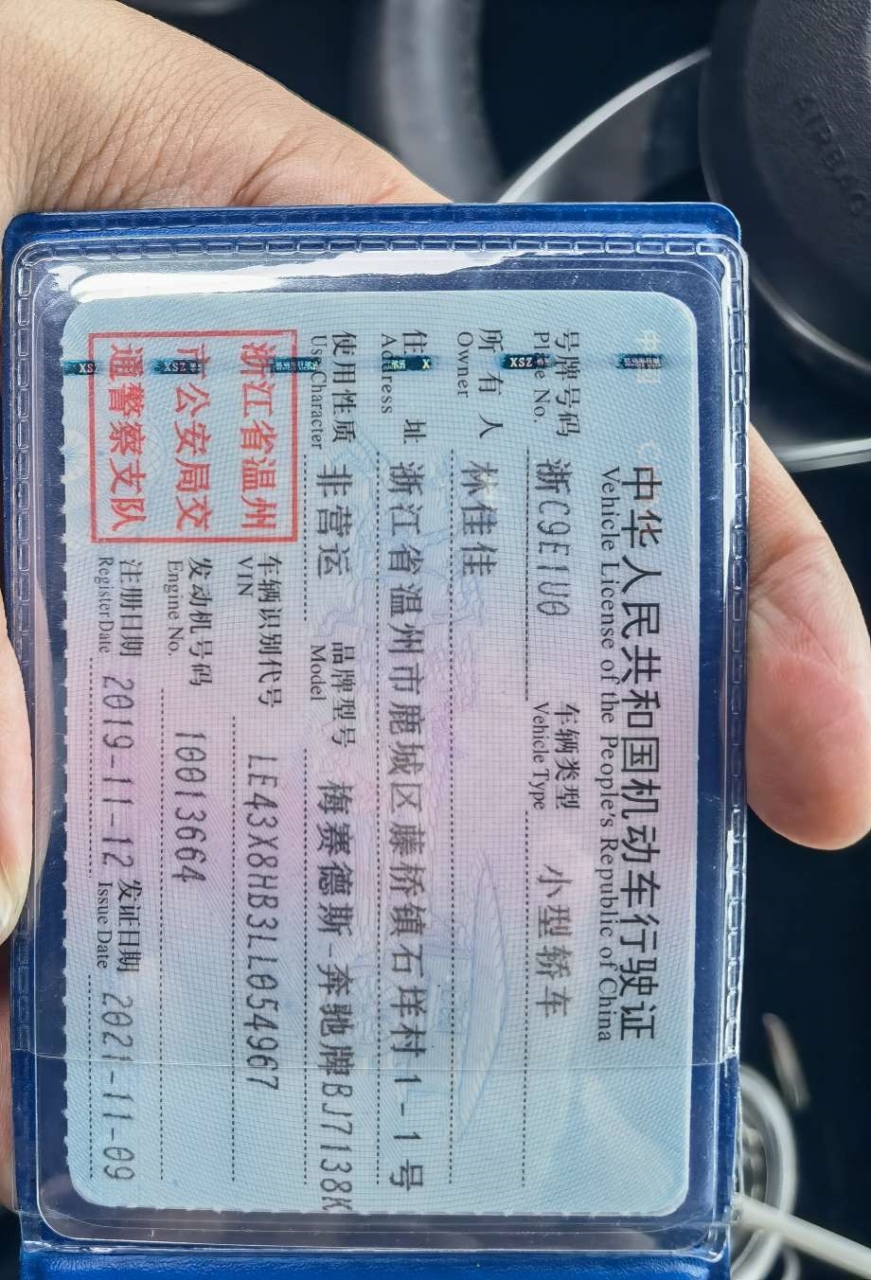 中华人民共和国机动车行驶证
Vehicle License of the People's Republic of China
号牌号码 浙C9E1U0 车辆类型 小型轿车
Plate No. Vehicle Type
所有人 林佳佳
Owner
住址 浙江省温州市鹿城区藤桥镇石垟村1-1号
Address
使用性质 非营运 品牌型号 梅赛德斯-奔驰牌BJ7138K
Use Character Model
浙江省温州
市公安局交
通警察支队
车辆识别代号 LE43X8HB3LL054967
VIN
发动机号码 10013664
Engine No.
注册日期 2019-11-12 发证日期 2021-11-09
Register Date Issue Date
AIRBAG